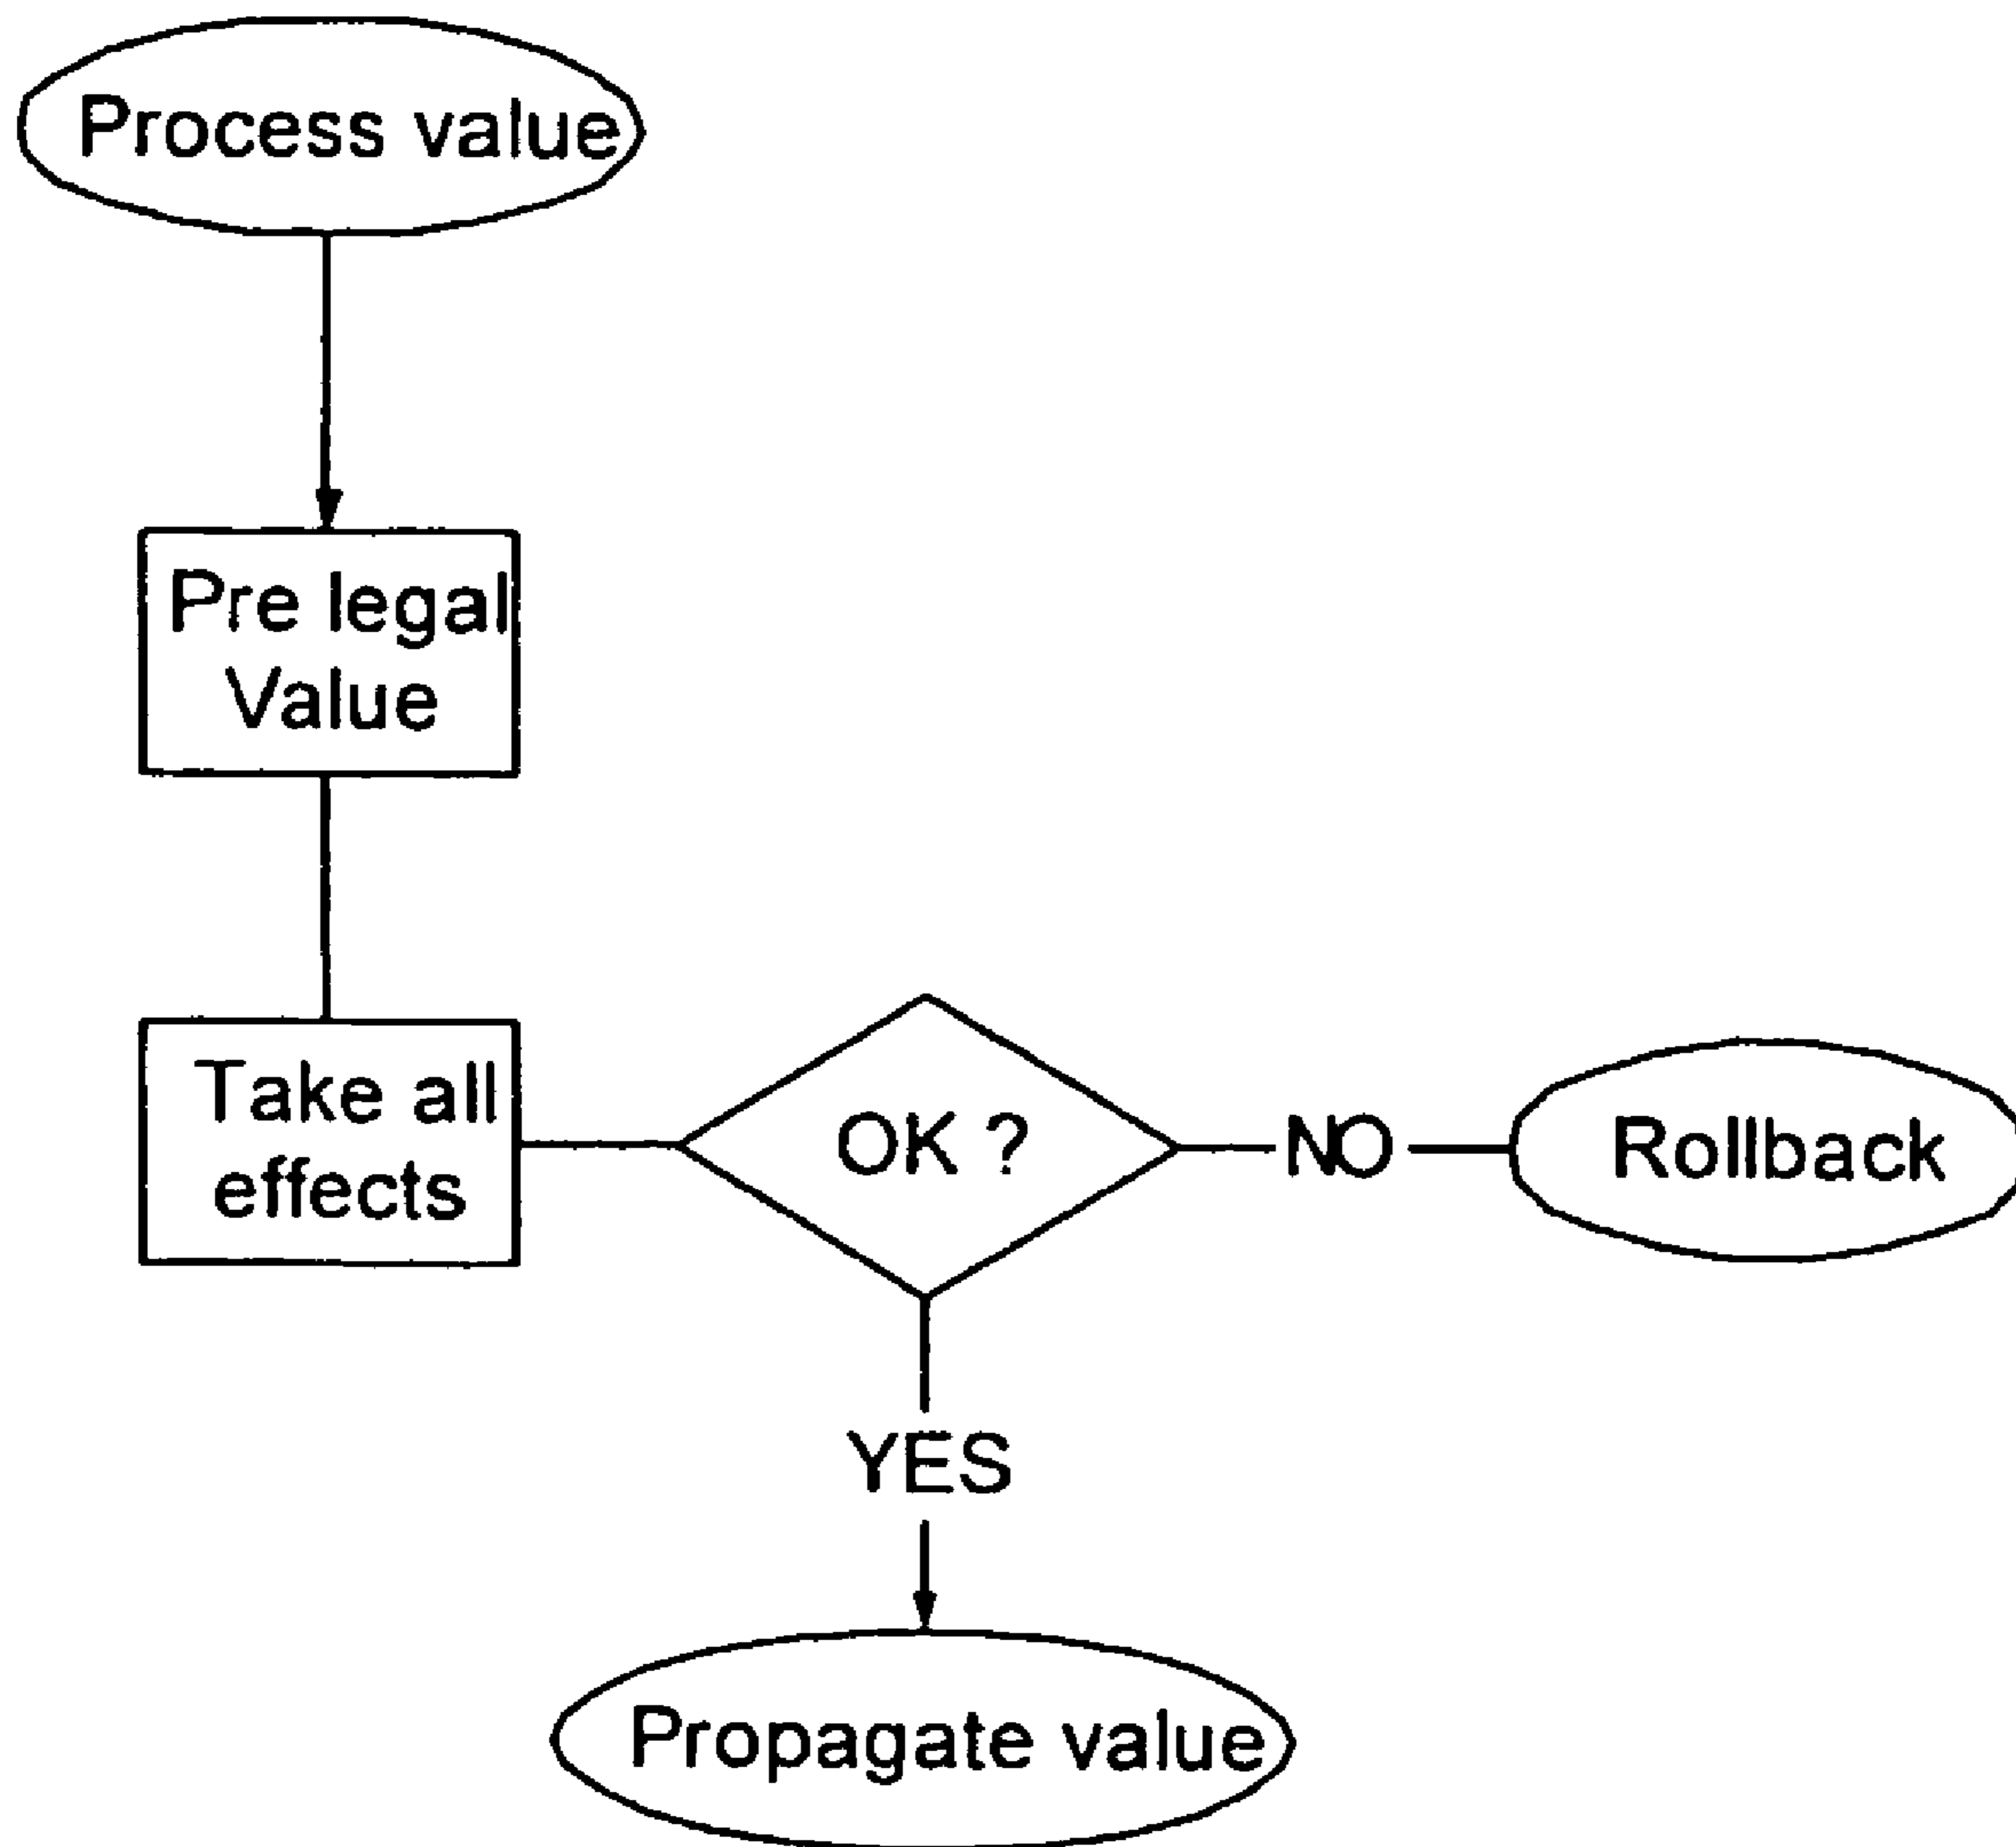 Process value
Pre legal
Value
Take all
effects
OK ?
NO
Rollback
YES
Propagate value